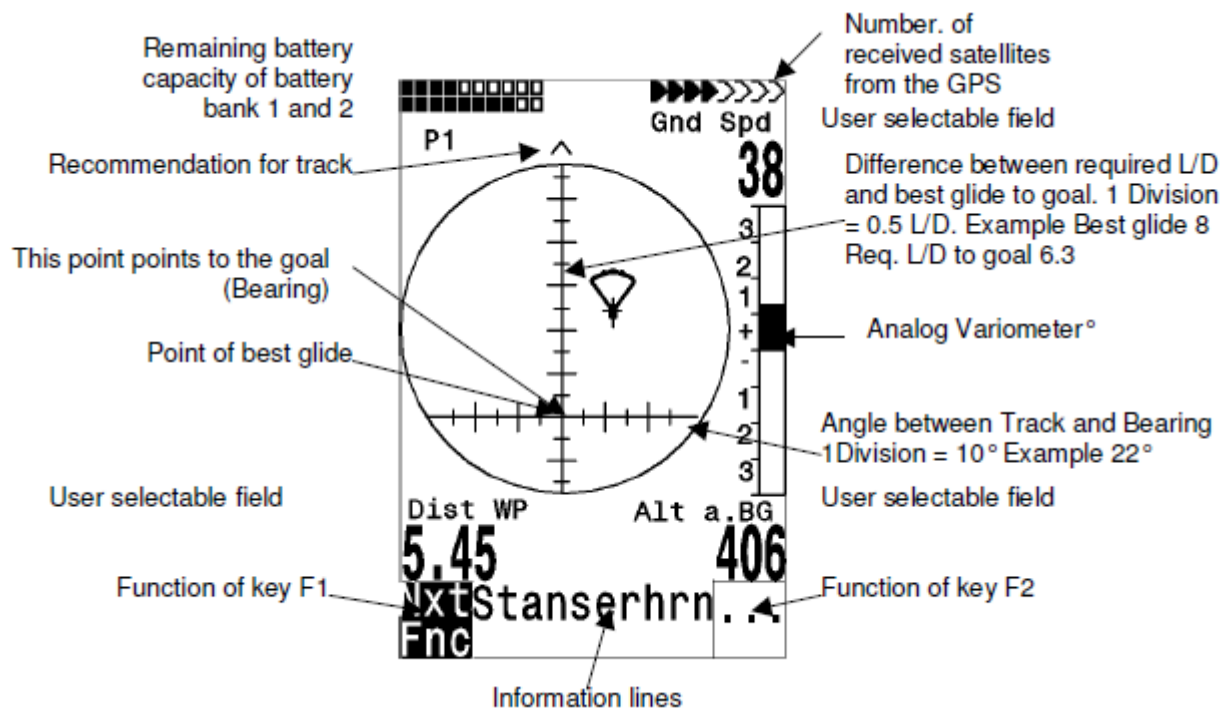 Remaining battery
capacity of battery
bank 1 and 2
Number. of
received satellites
from the GPS
User selectable field
Gnd Spd
38
P1
Recommendation for track
Difference between required L/D
and best glide to goal. 1 Division
= 0.5 L/D. Example Best glide 8
Req. L/D to goal 6.3
This point points to the goal
(Bearing)
3
2
1
+
-
1
2
3
Analog Variometer°
Point of best glide
Angle between Track and Bearing
1Division = 10° Example 22°
User selectable field
User selectable field
Dist WP
Alt a.BG
5.45
406
Function of key F1
Nxt
Fnc
Stanserhrn
...
Function of key F2
Information lines